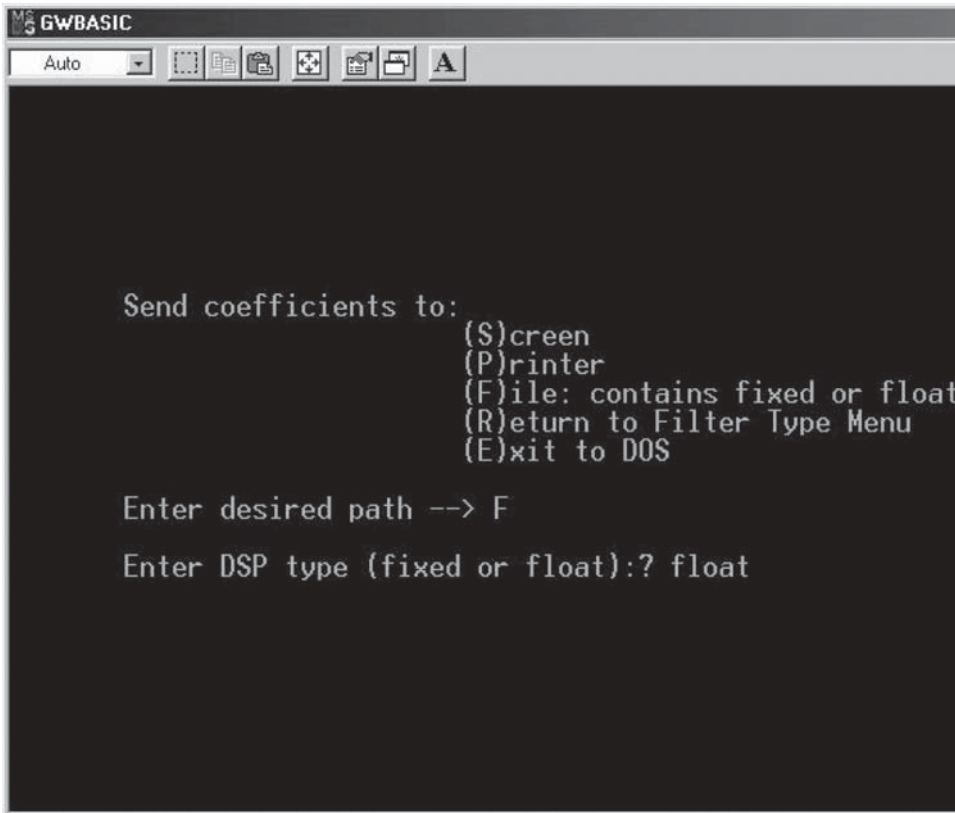 GWBASIC
Auto
A
Send coefficients to:
(S)creen
(P)rinter
(F)ile: contains fixed or float
(R)eturn to Filter Type Menu
(E)xit to DOS
Enter desired path --> F
Enter DSP type (fixed or float):? float